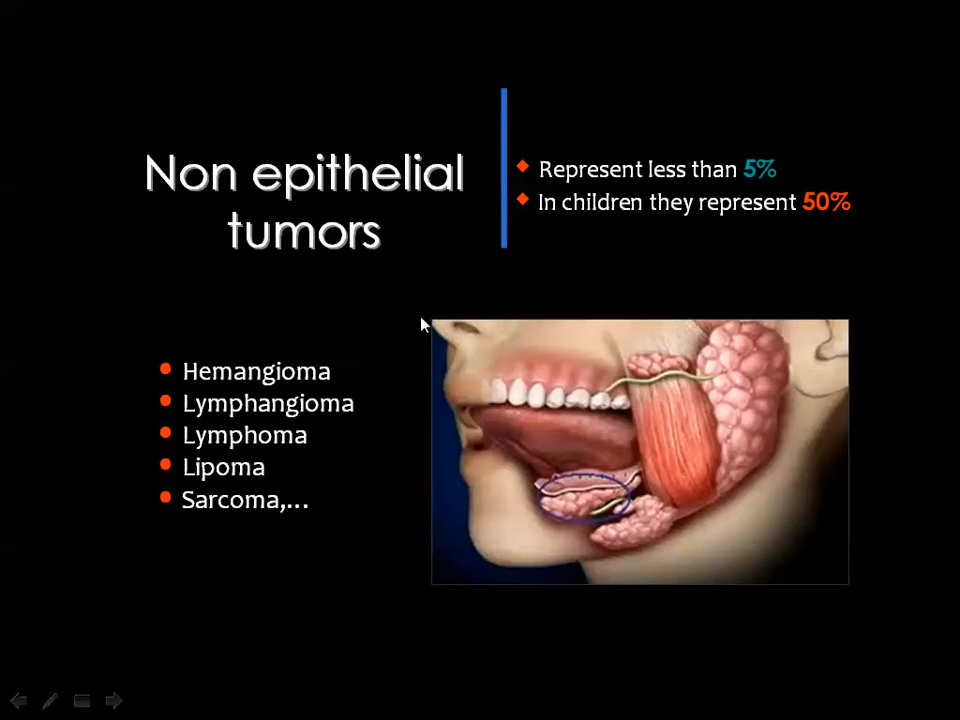 Non epithelial
tumors
Represent less than 5%
In children they represent 50%
Hemangioma
Lymphangioma
Lymphoma
Lipoma
Sarcoma,...